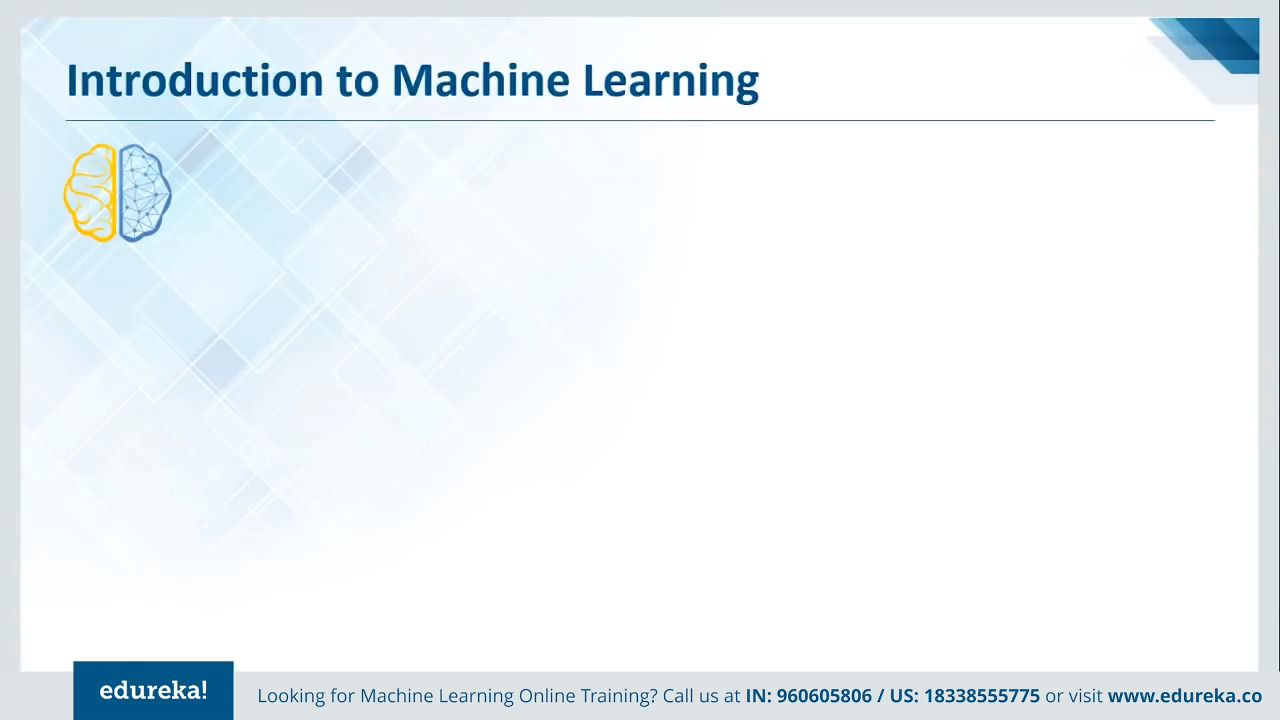 Introduction to Machine Learning
edureka!
Looking for Machine Learning Online Training? Call us at IN: 960605806 / US: 18338555775 or visit www.edureka.co